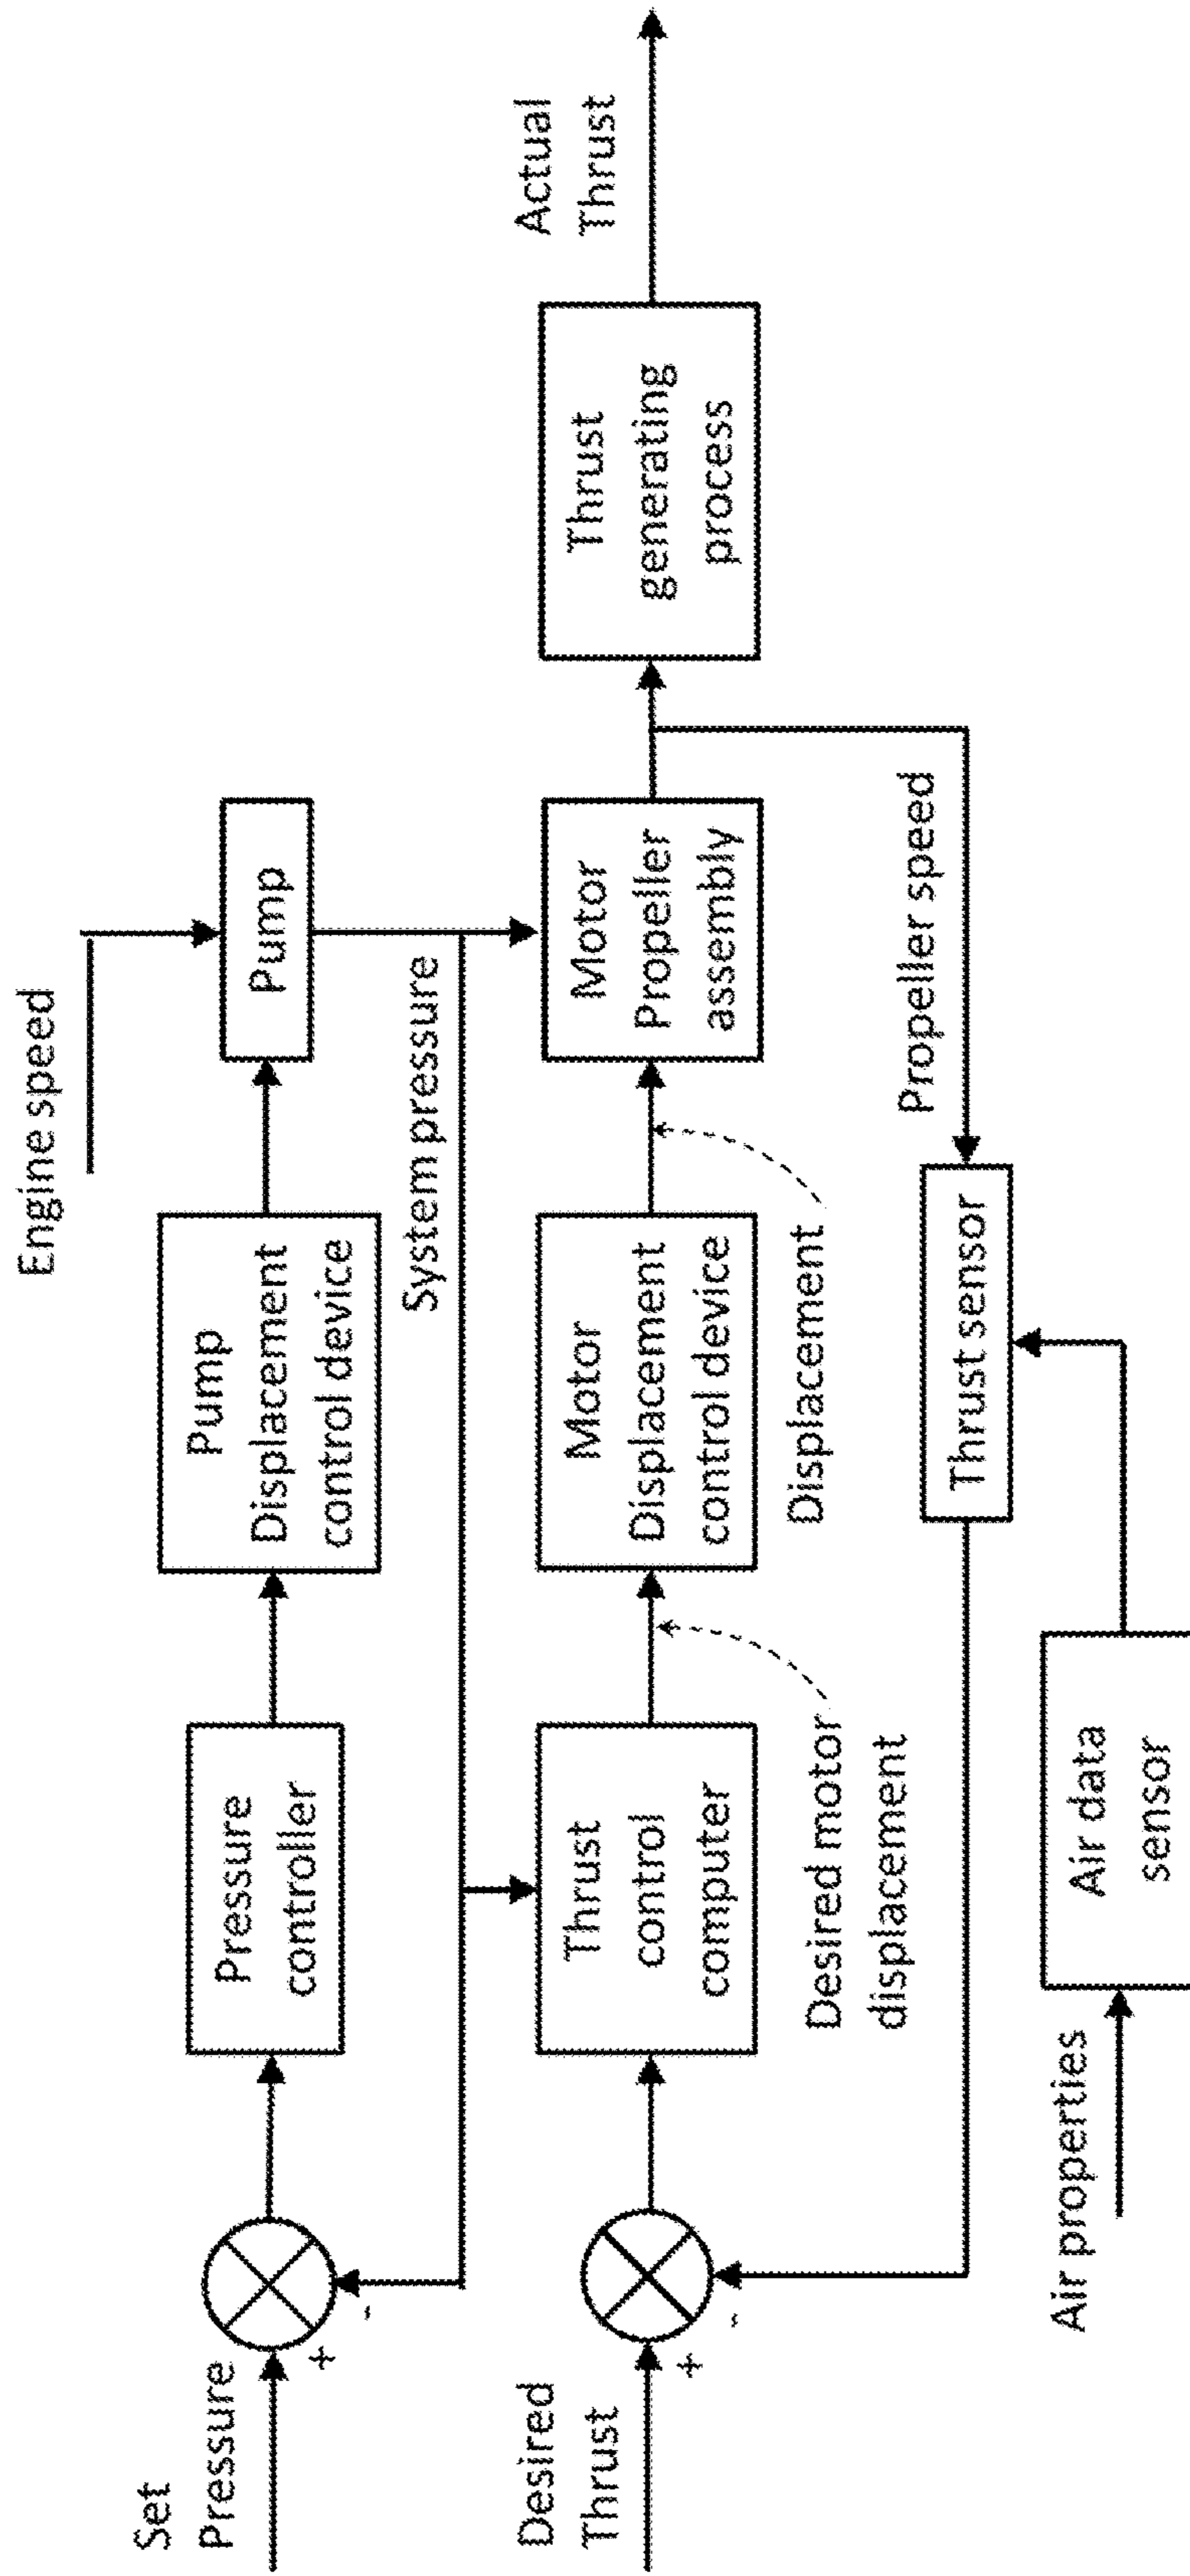 Engine speed
Set
Pressure
+
-
Pressure
controller
Pump
Displacement
control device
Pump
System pressure
Desired
Thrust
+
-
Thrust
control
computer
Motor
Displacement
control device
Motor
Propeller
assembly
Thrust
generating
process
Actual
Thrust
Desired motor
displacement
Displacement
Propeller speed
Thrust sensor
Air properties
Air data
sensor